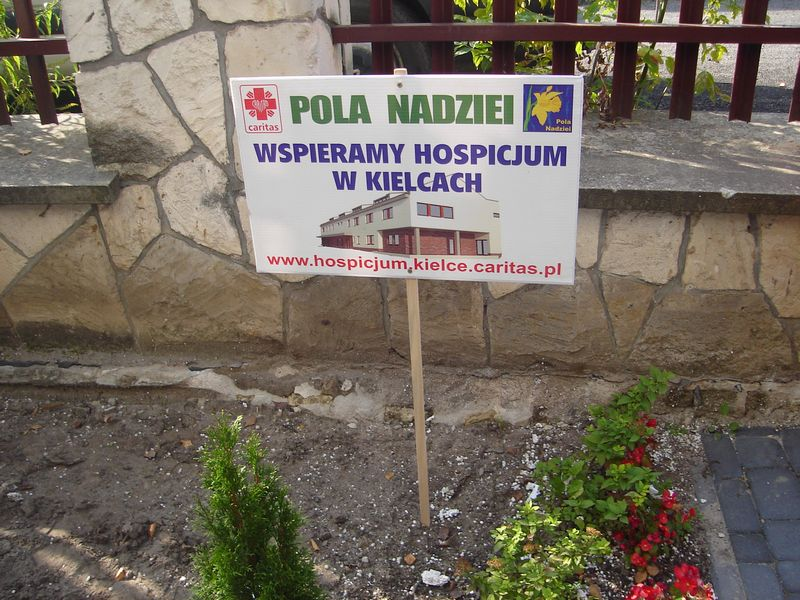 caritas
POLA NADZIEI
Pola
Nadziei
WSPIERAMY HOSPICJUM
W KIELCACH
www.hospicjum.kielce.caritas.pl